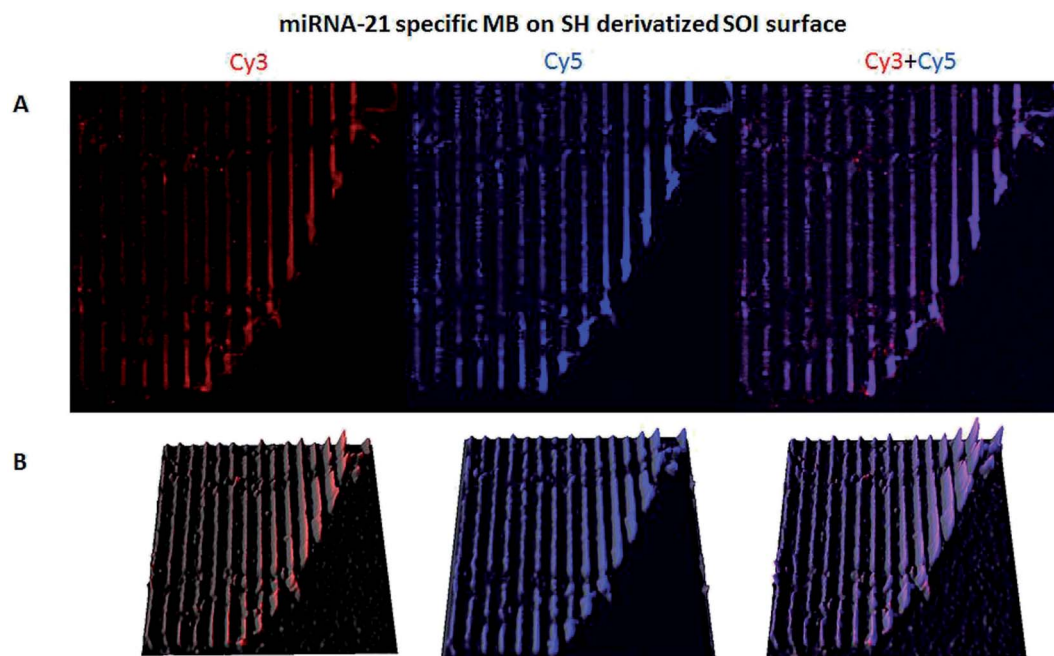 miRNA-21 specific MB on SH derivatized SOI surface
Cy3 Cy5 Cy3+Cy5
A
B